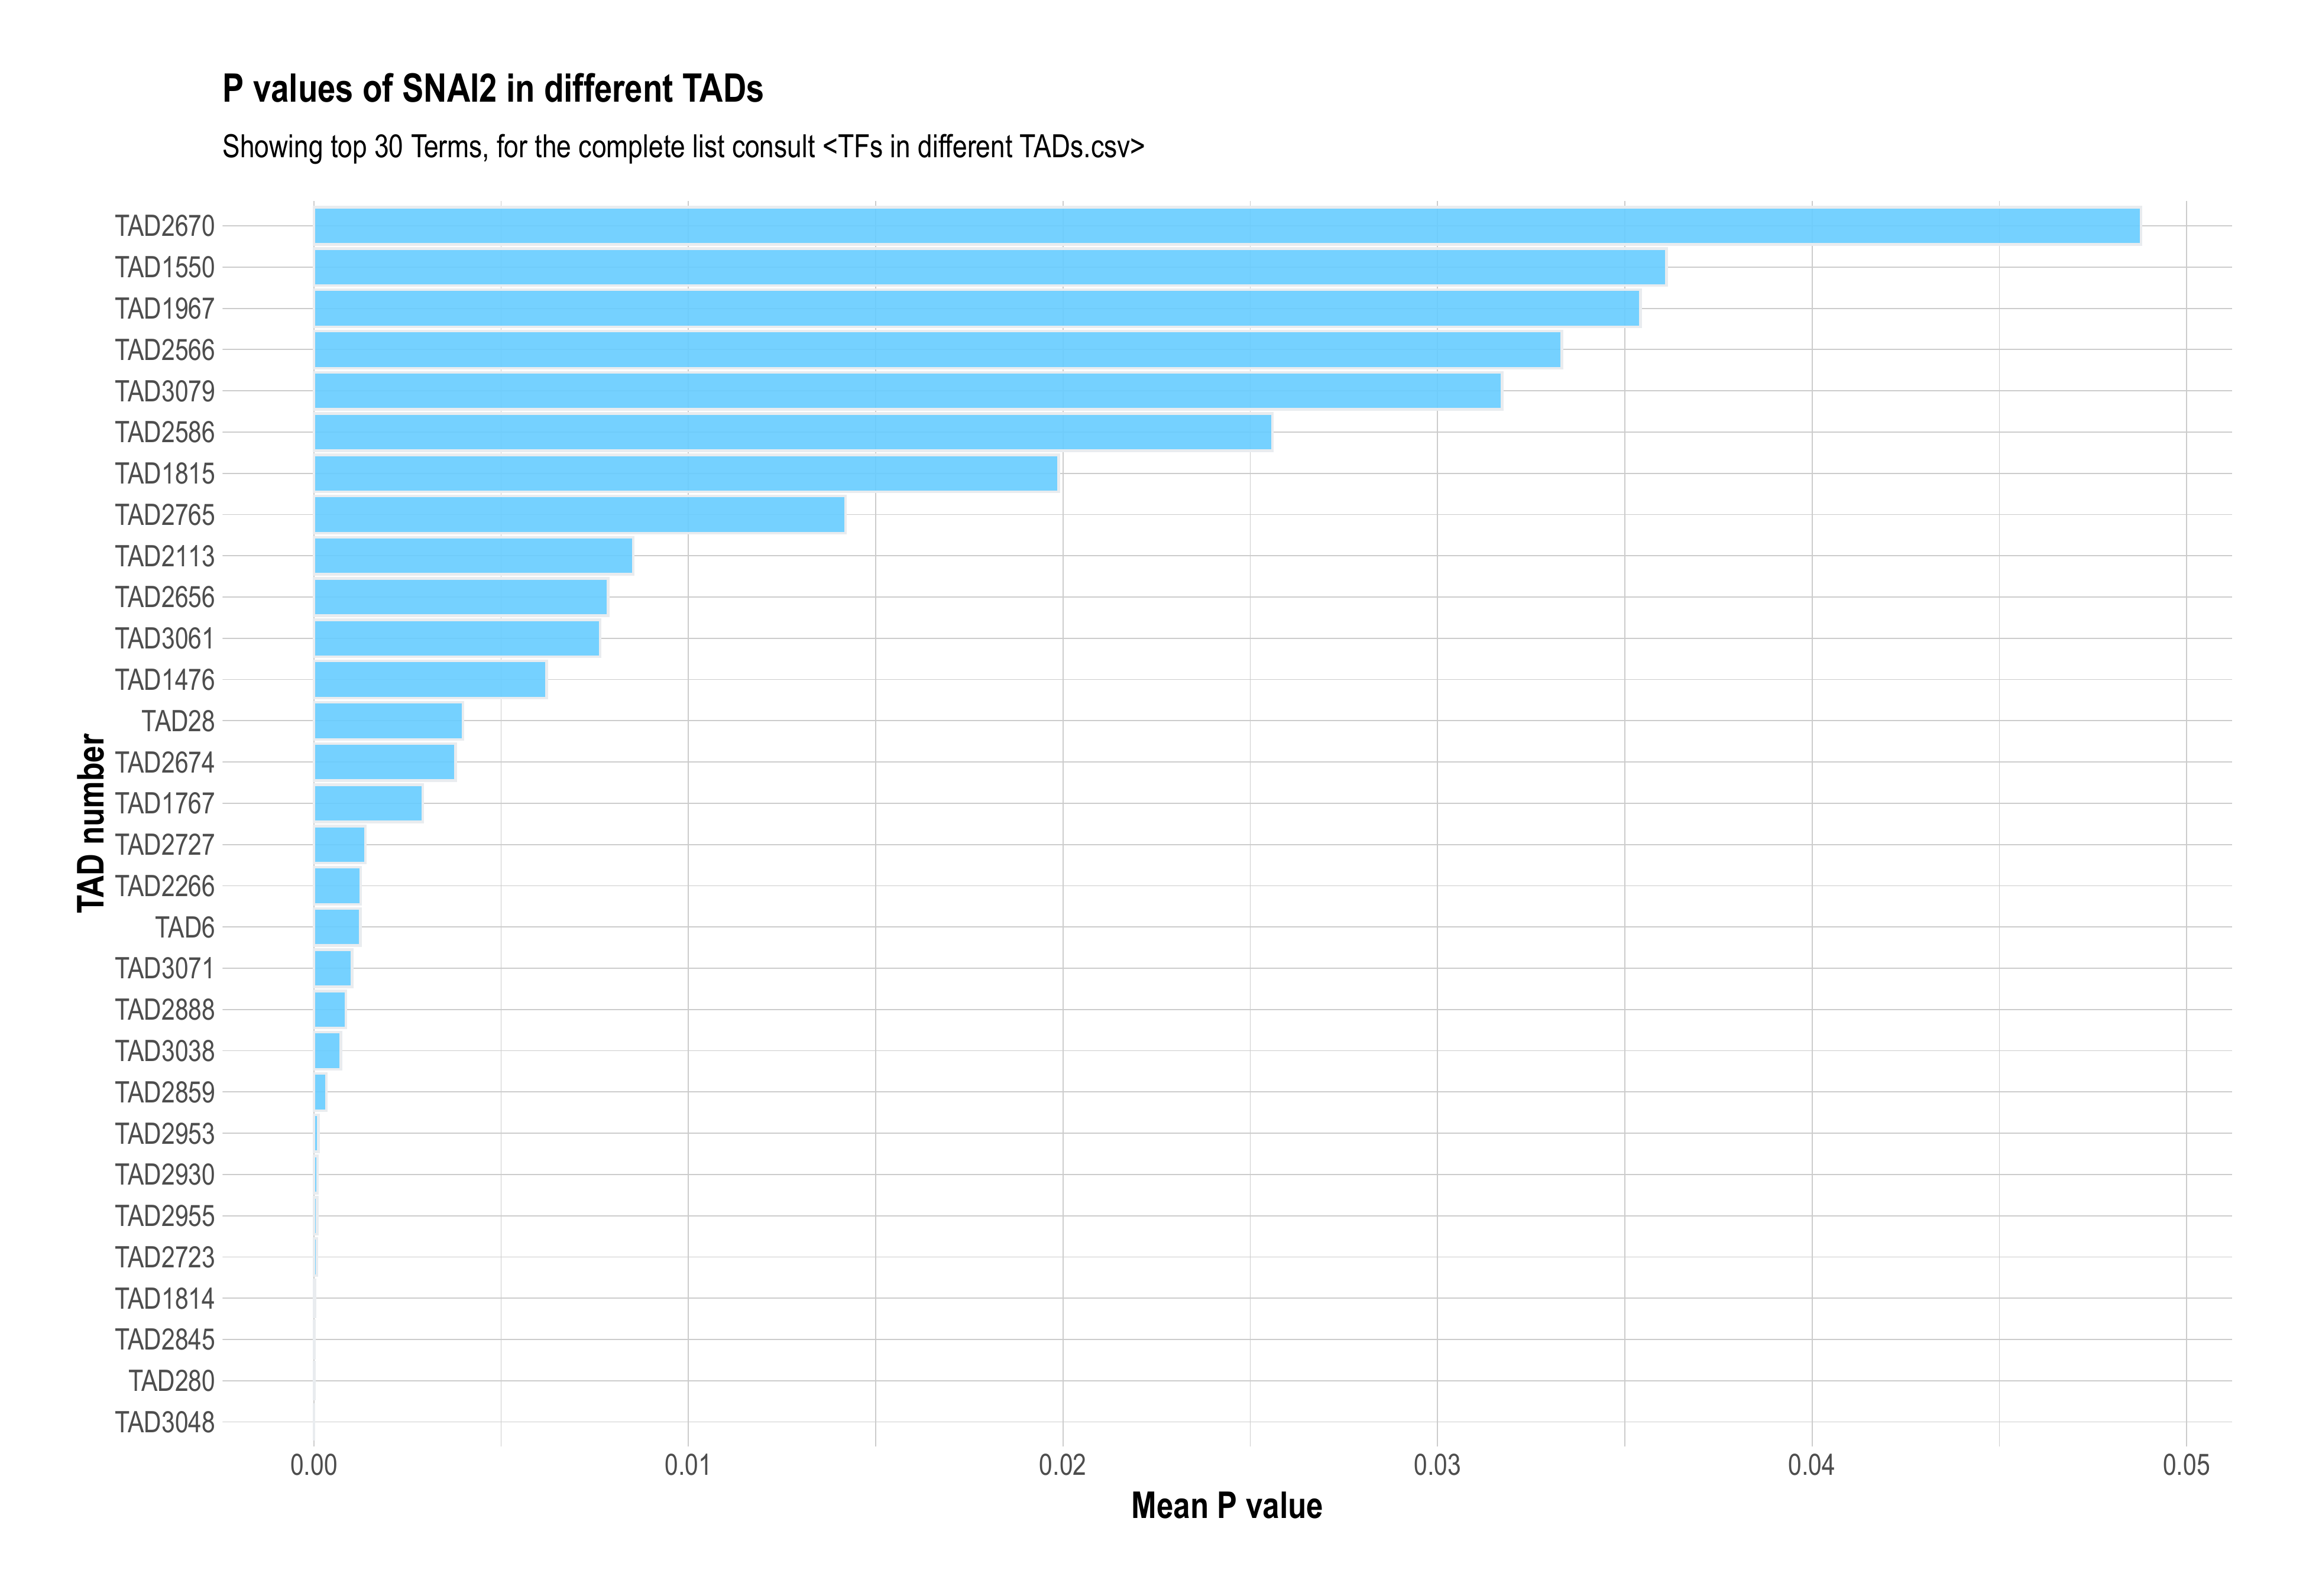 P values of SNAI2 in different TADs
Showing top 30 Terms, for the complete list consult <TFs in different TADs.csv>
TAD number
TAD2670
TAD1550
TAD1967
TAD2566
TAD3079
TAD2586
TAD1815
TAD2765
TAD2113
TAD2656
TAD3061
TAD1476
TAD28
TAD2674
TAD1767
TAD2727
TAD2266
TAD6
TAD3071
TAD2888
TAD3038
TAD2859
TAD2953
TAD2930
TAD2955
TAD2723
TAD1814
TAD2845
TAD280
TAD3048
0.00 0.01 0.02 0.03 0.04 0.05
Mean P value